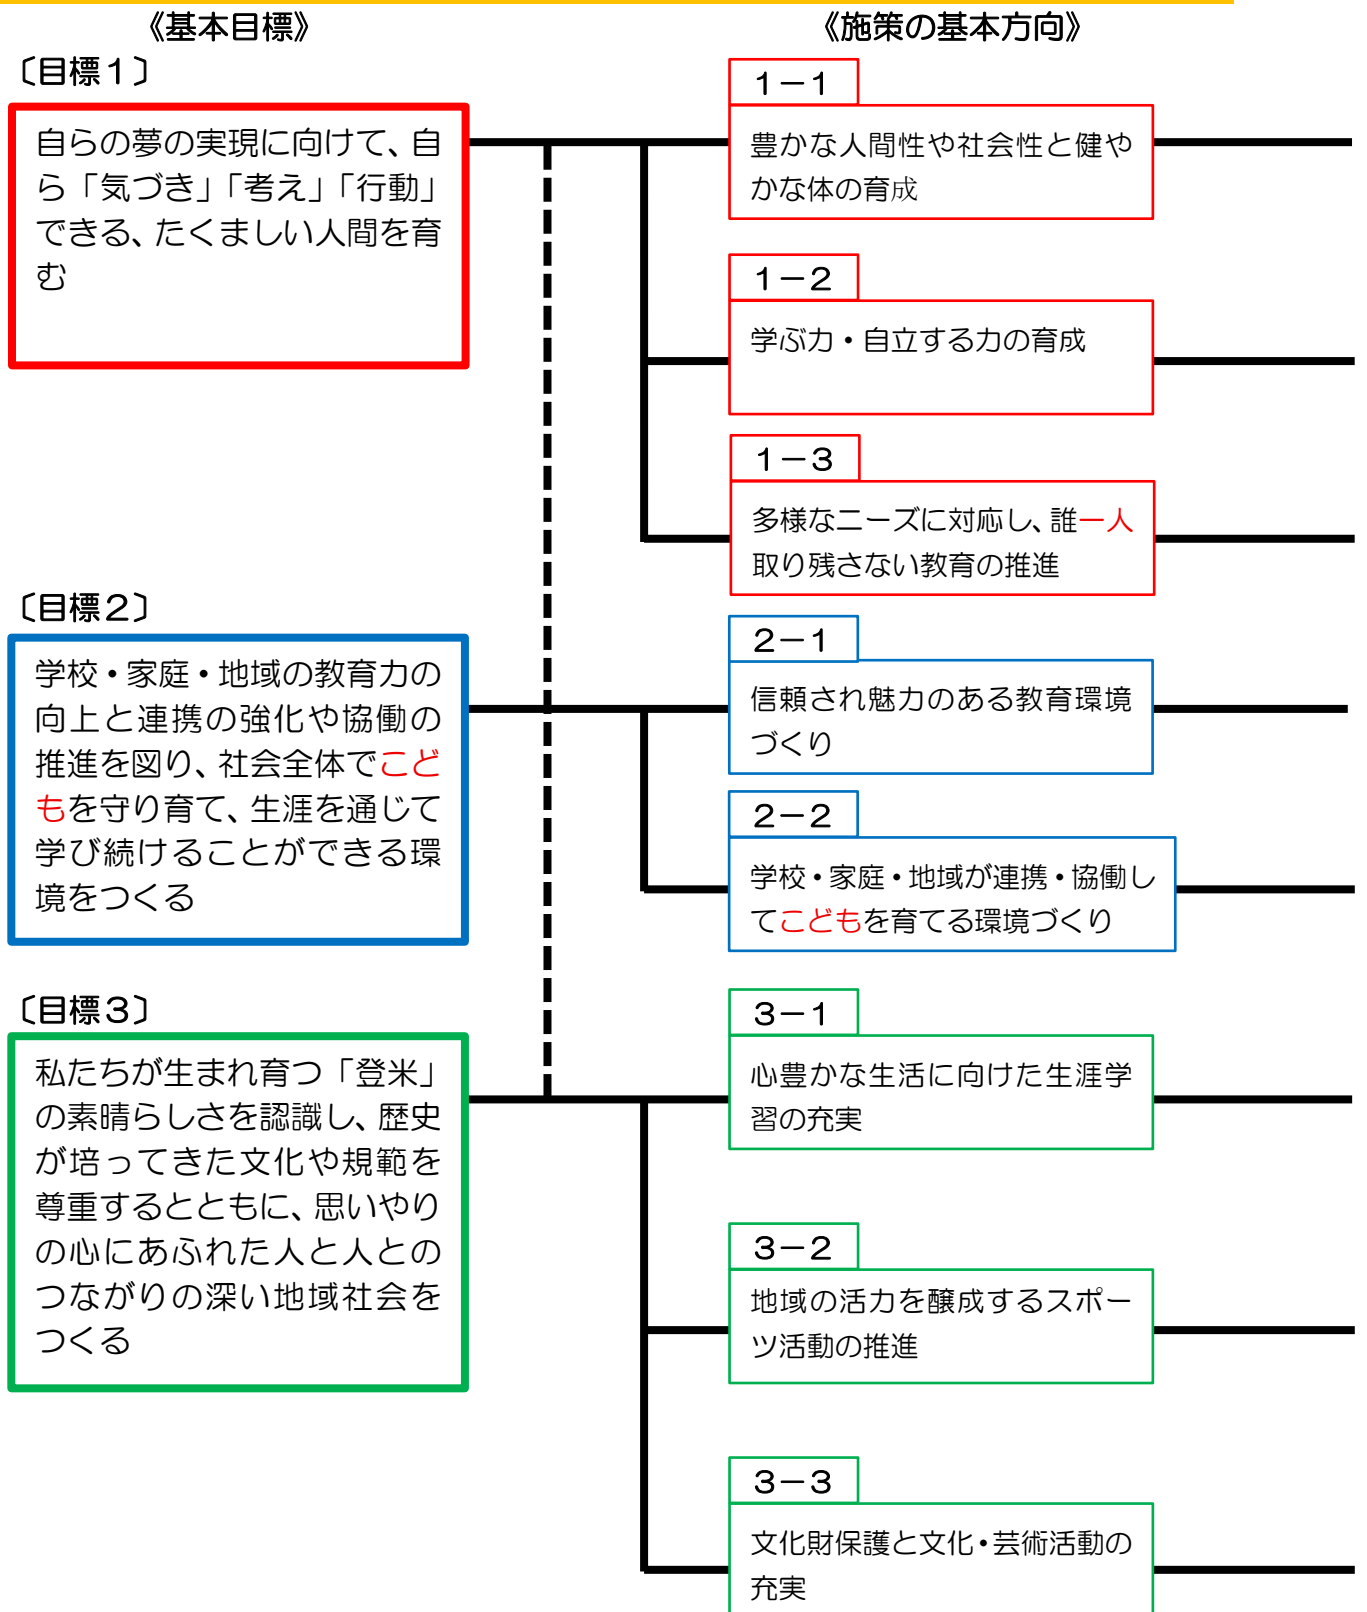 《基本目標》
《施策の基本方向》
〔目標１〕
自らの夢の実現に向けて、自
ら「気づき」「考え」「行動」
できる、たくましい人間を育
む
１－１
豊かな人間性や社会性と健や
かな体の育成
１－２
学ぶ力・自立する力の育成
１－３
多様なニーズに対応し、誰一人
取り残さない教育の推進
〔目標２〕
学校・家庭・地域の教育力の
向上と連携の強化や協働の
推進を図り、社会全体でこど
もを守り育て、生涯を通じて
学び続けることができる環
境をつくる
２－１
信頼され魅力のある教育環境
づくり
２－２
学校・家庭・地域が連携・協働し
てこどもを育てる環境づくり
〔目標３〕
私たちが生まれ育つ「登米」
の素晴らしさを認識し、歴史
が培ってきた文化や規範を
尊重するとともに、思いやり
の心にあふれた人と人との
つながりの深い地域社会を
つくる
３－１
心豊かな生活に向けた生涯学
習の充実
３－２
地域の活力を醸成するスポー
ツ活動の推進
３－３
文化財保護と文化・芸術活動の
充実